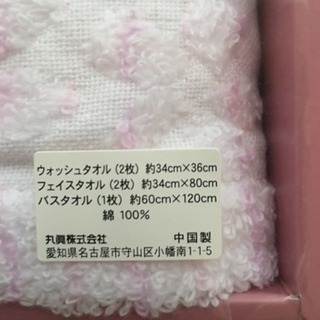 ウォッシュタオル (2枚) 約34cm×36cm
フェイスタオル (2枚) 約34cm×80cm
バスタオル (1枚) 約60cm×120cm
綿 100%
丸眞株式会社 中国製
愛知県名古屋市守山区小幡南1-1-5